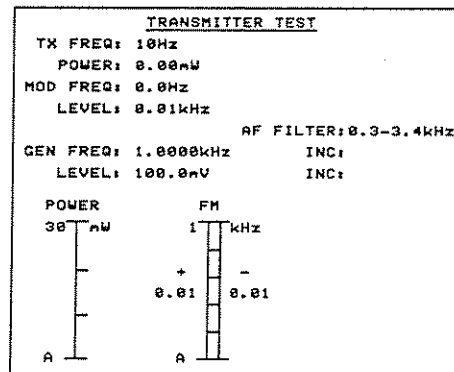 TRANSMITTER TEST
TX FREQ: 10Hz
POWER: 0.00mW
MOD FREQ: 0.0Hz
LEVEL: 0.01kHz
AF FILTER:0.3-3.4kHz
GEN FREQ: 1.0000kHz INC:
LEVEL: 100.0mV INC:
POWER FM
30 mW 1 kHz
+ -
0.01 0.01
A A